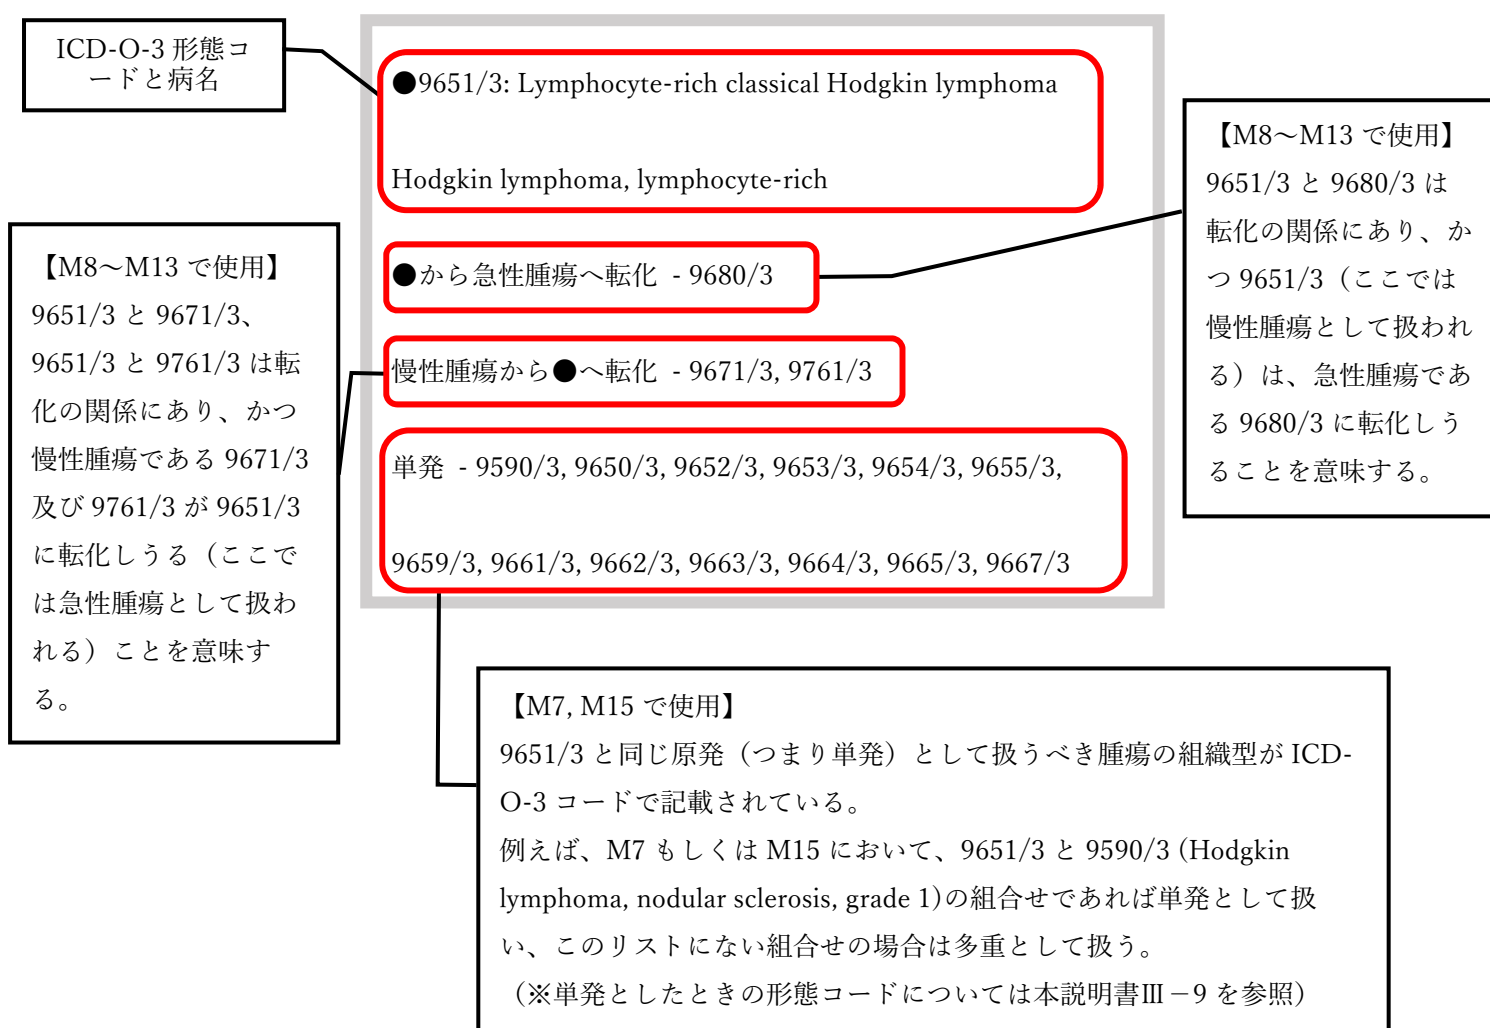 ICD-O-3 形態コ
ードと病名
●9651/3: Lymphocyte-rich classical Hodgkin lymphoma
Hodgkin lymphoma, lymphocyte-rich
●から急性腫瘍へ転化 - 9680/3
慢性腫瘍から●へ転化 - 9671/3, 9761/3
単発 - 9590/3, 9650/3, 9652/3, 9653/3, 9654/3, 9655/3,
9659/3, 9661/3, 9662/3, 9663/3, 9664/3, 9665/3, 9667/3
【M8～M13 で使用】
9651/3 と 9680/3 は
転化の関係にあり、か
つ 9651/3（ここでは
慢性腫瘍として扱われ
る）は、急性腫瘍であ
る 9680/3 に転化しう
ることを意味する。
【M8～M13 で使用】
9651/3 と 9671/3、
9651/3 と 9761/3 は転
化の関係にあり、かつ
慢性腫瘍である 9671/3
及び 9761/3 が 9651/3
に転化しうる（ここで
は急性腫瘍として扱わ
れる）ことを意味す
る。
【M7, M15 で使用】
9651/3 と同じ原発（つまり単発）として扱うべき腫瘍の組織型が ICD-
O-3 コードで記載されている。
例えば、M7 もしくは M15 において、9651/3 と 9590/3 (Hodgkin
lymphoma, nodular sclerosis, grade 1)の組合せであれば単発として扱
い、このリストにない組合せの場合は多重として扱う。
（※単発としたときの形態コードについては本説明書Ⅲ－9 を参照）